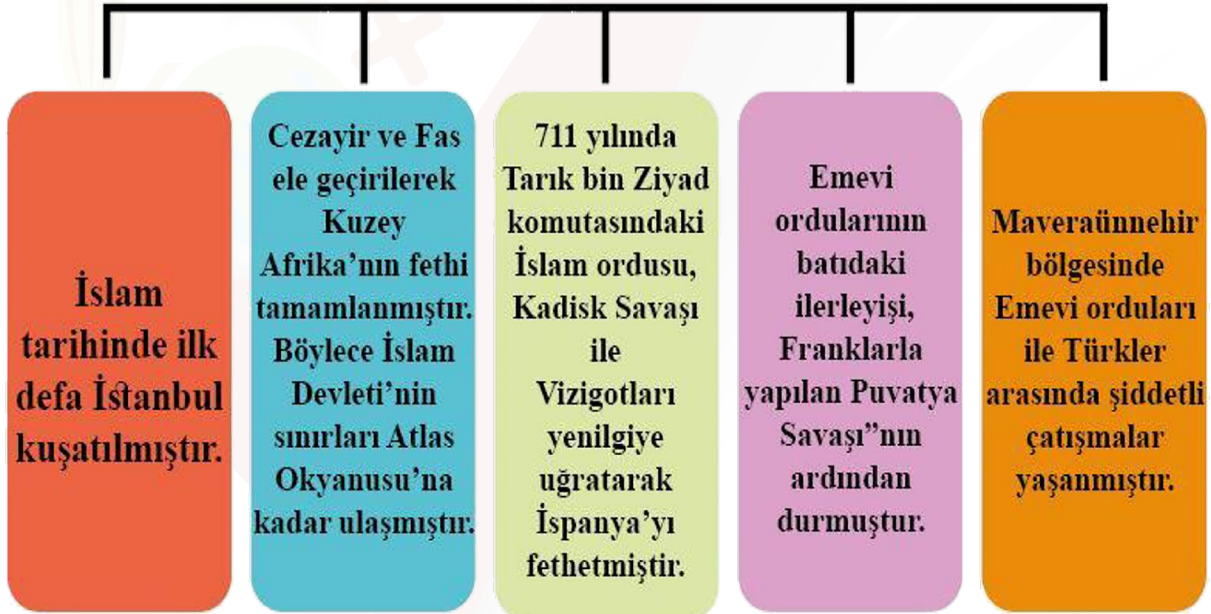 İslam
tarihinde ilk
defa İstanbul
kuşatılmıştır.
Cezayir ve Fas
ele geçirilerek
Kuzey
Afrika’nın fethi
tamamlanmıştır.
Böylece İslam
Devleti’nin
sınırları Atlas
Okyanusu’na
kadar ulaşmıştır.
711 yılında
Tarık bin Ziyad
komutasındaki
İslam ordusu,
Kadisk Savaşı
ile
Vizigotları
yenilgiye
uğratarak
İspanya’yı
fethetmiştir.
Emevi
ordularının
batıdaki
ilerleyişi,
Franklarla
yapılan Puvatya
Savaşı”nın
ardından
durmuştur.
Maveraünnehir
bölgesinde
Emevi orduları
ile Türkler
arasında şiddetli
çatışmalar
yaşanmıştır.